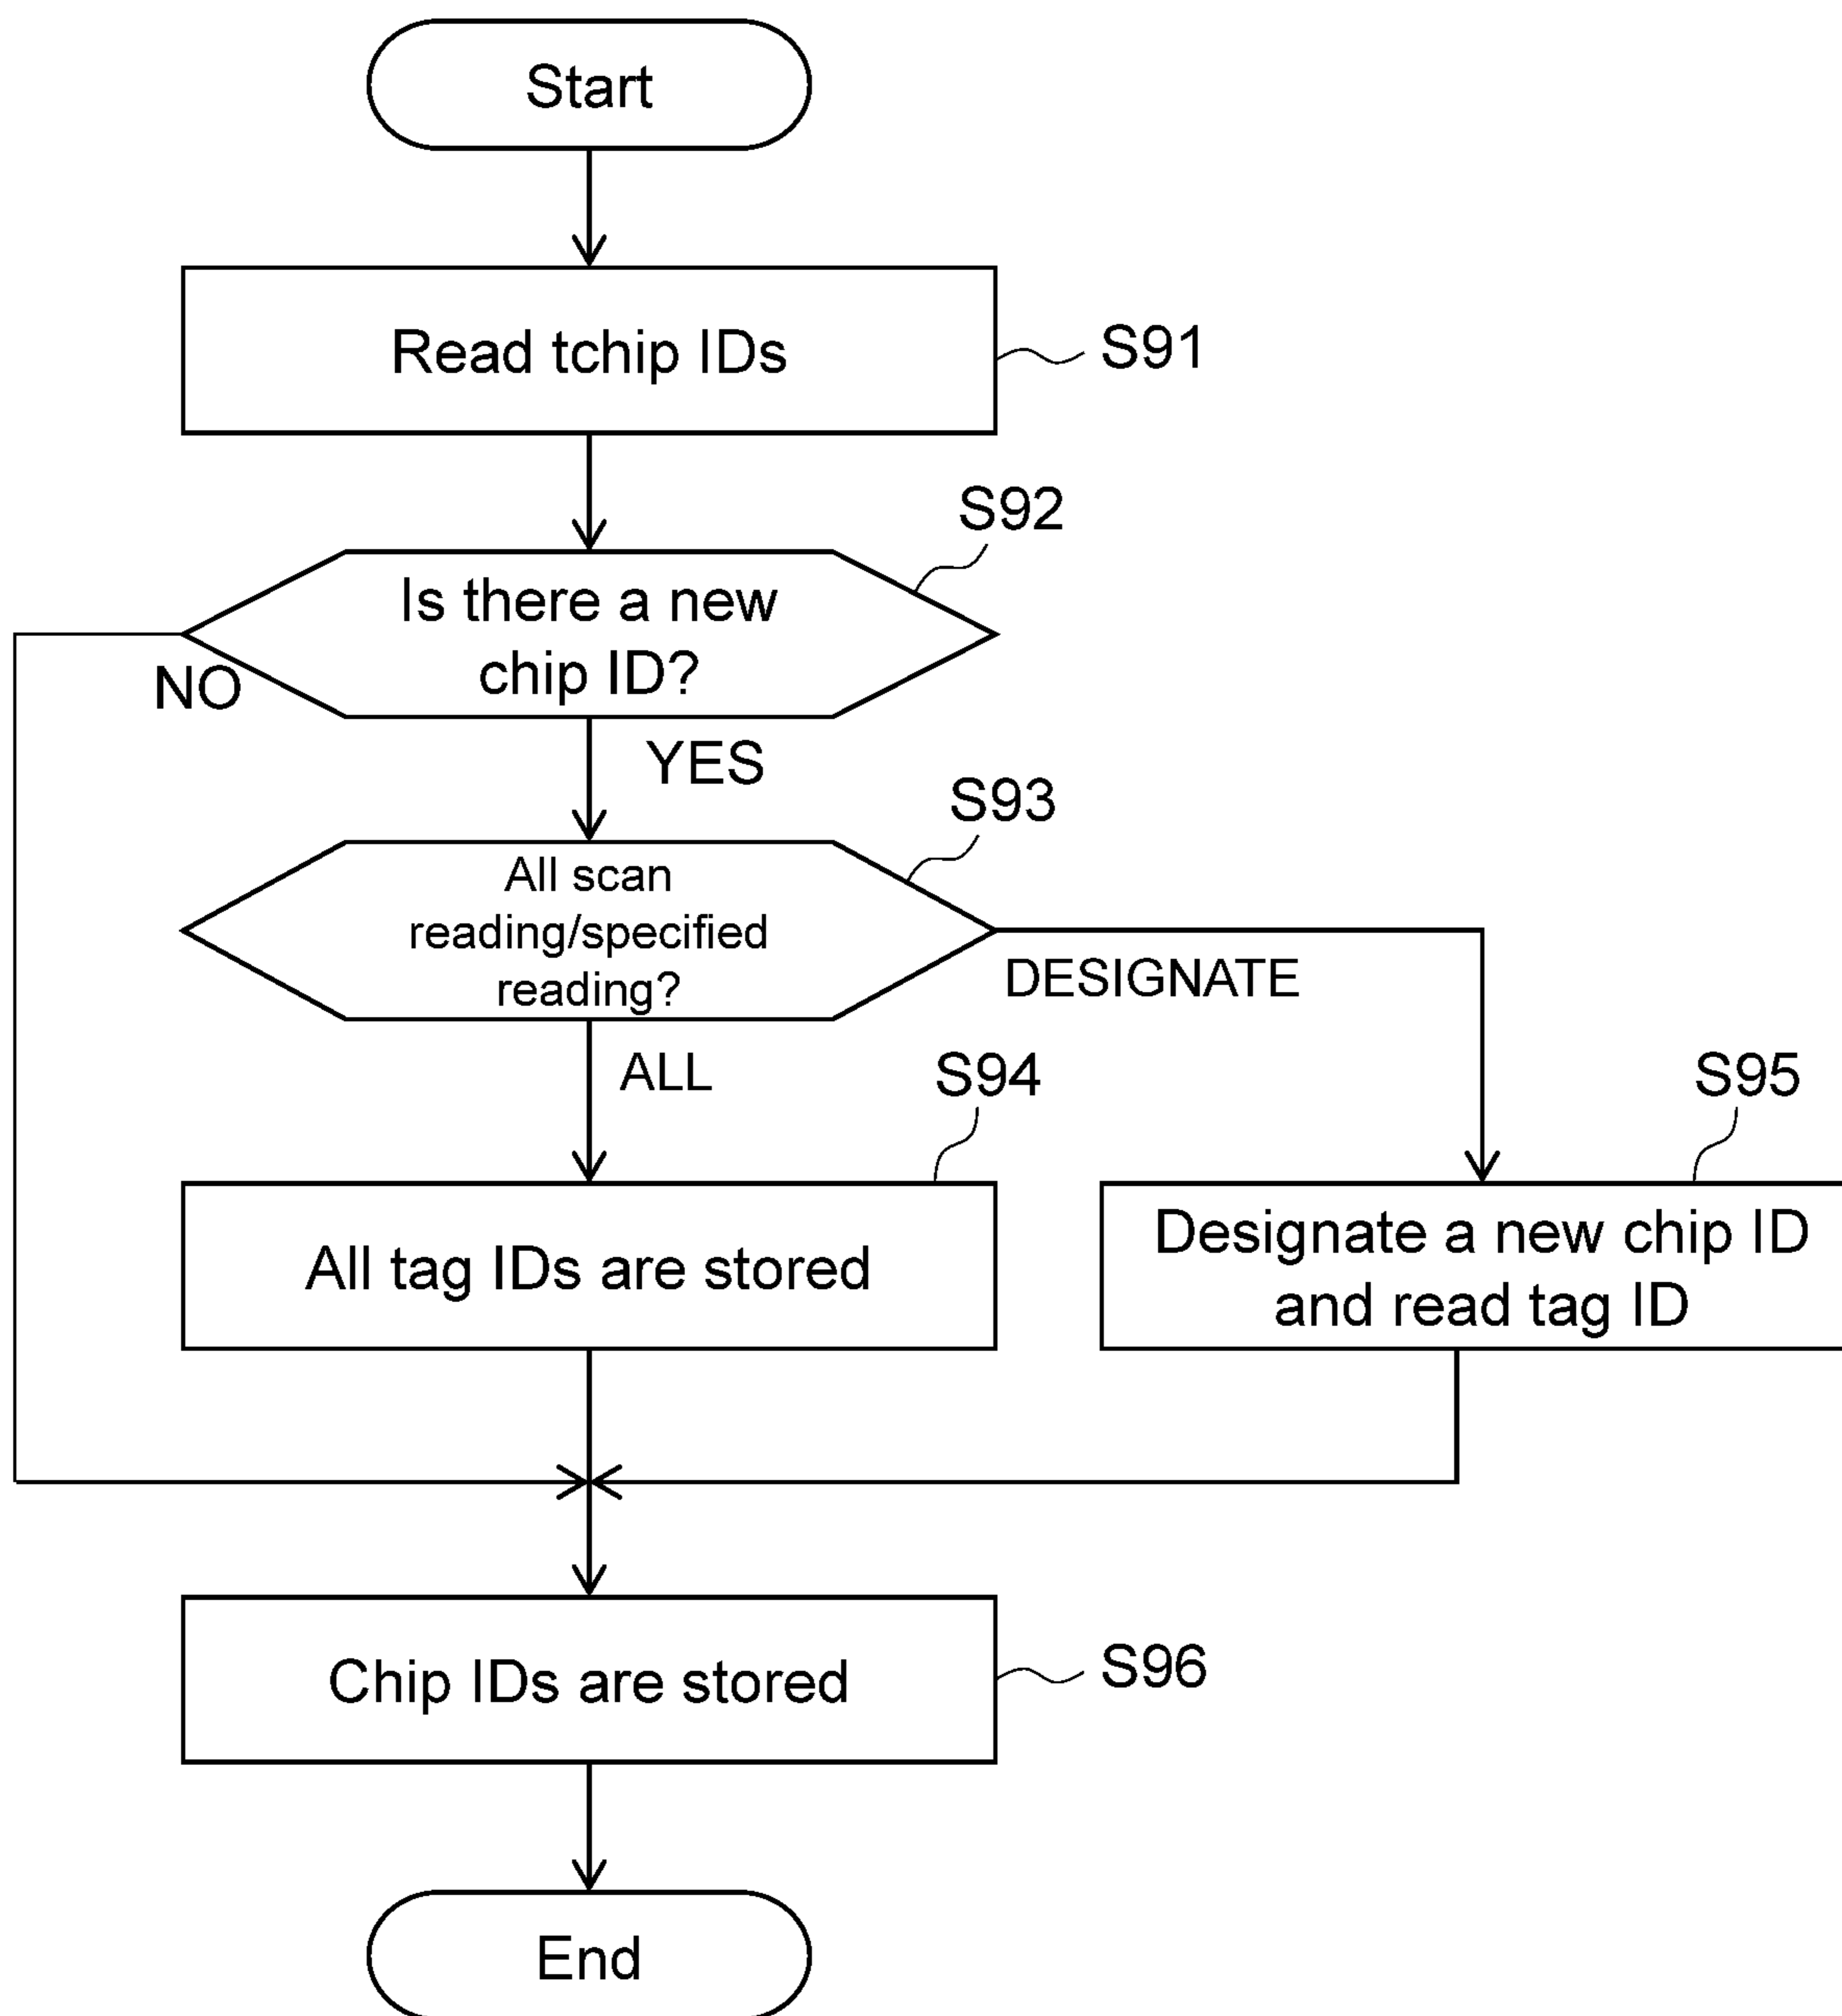 Start
Read tchip IDs
S91
S92
Is there a new
chip ID?
NO
YES
S93
All scan
reading/specified
reading?
DESIGNATE
ALL
S94
S95
All tag IDs are stored
Designate a new chip ID
and read tag ID
Chip IDs are stored
S96
End